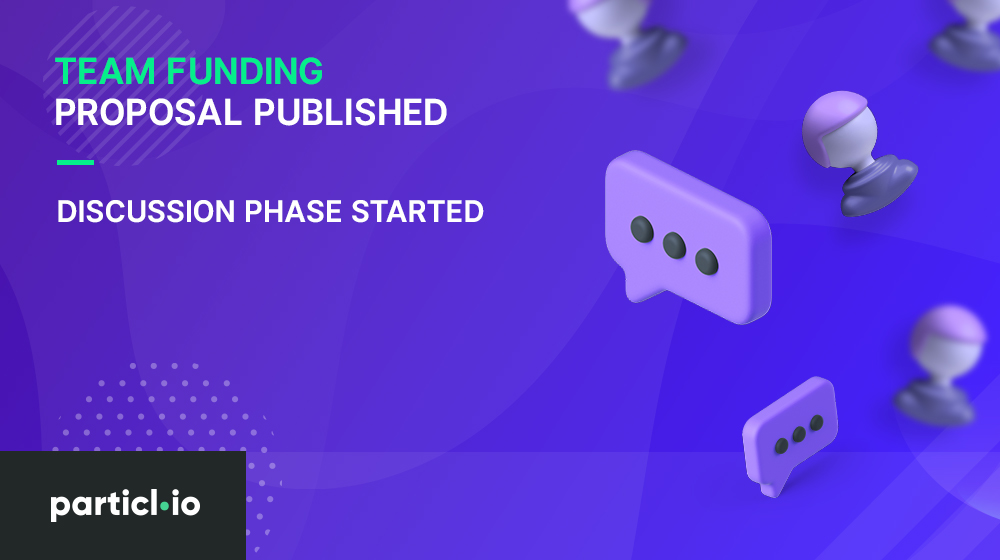 TEAM FUNDING
PROPOSAL PUBLISHED
DISCUSSION PHASE STARTED
particl.io